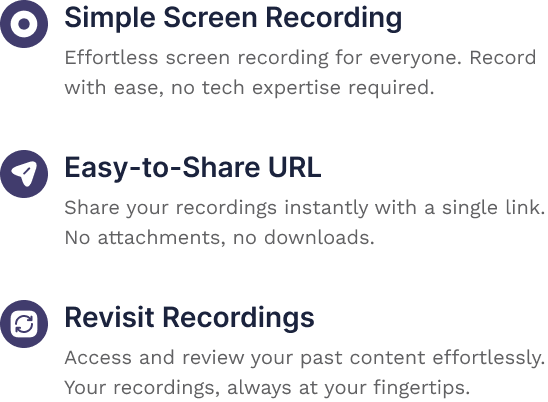 Simple Screen Recording
Effortless screen recording for everyone. Record
with ease, no tech expertise required.
Easy-to-Share URL
Share your recordings instantly with a single link.
No attachments, no downloads.
Revisit Recordings
Access and review your past content effortlessly.
Your recordings, always at your fingertips.